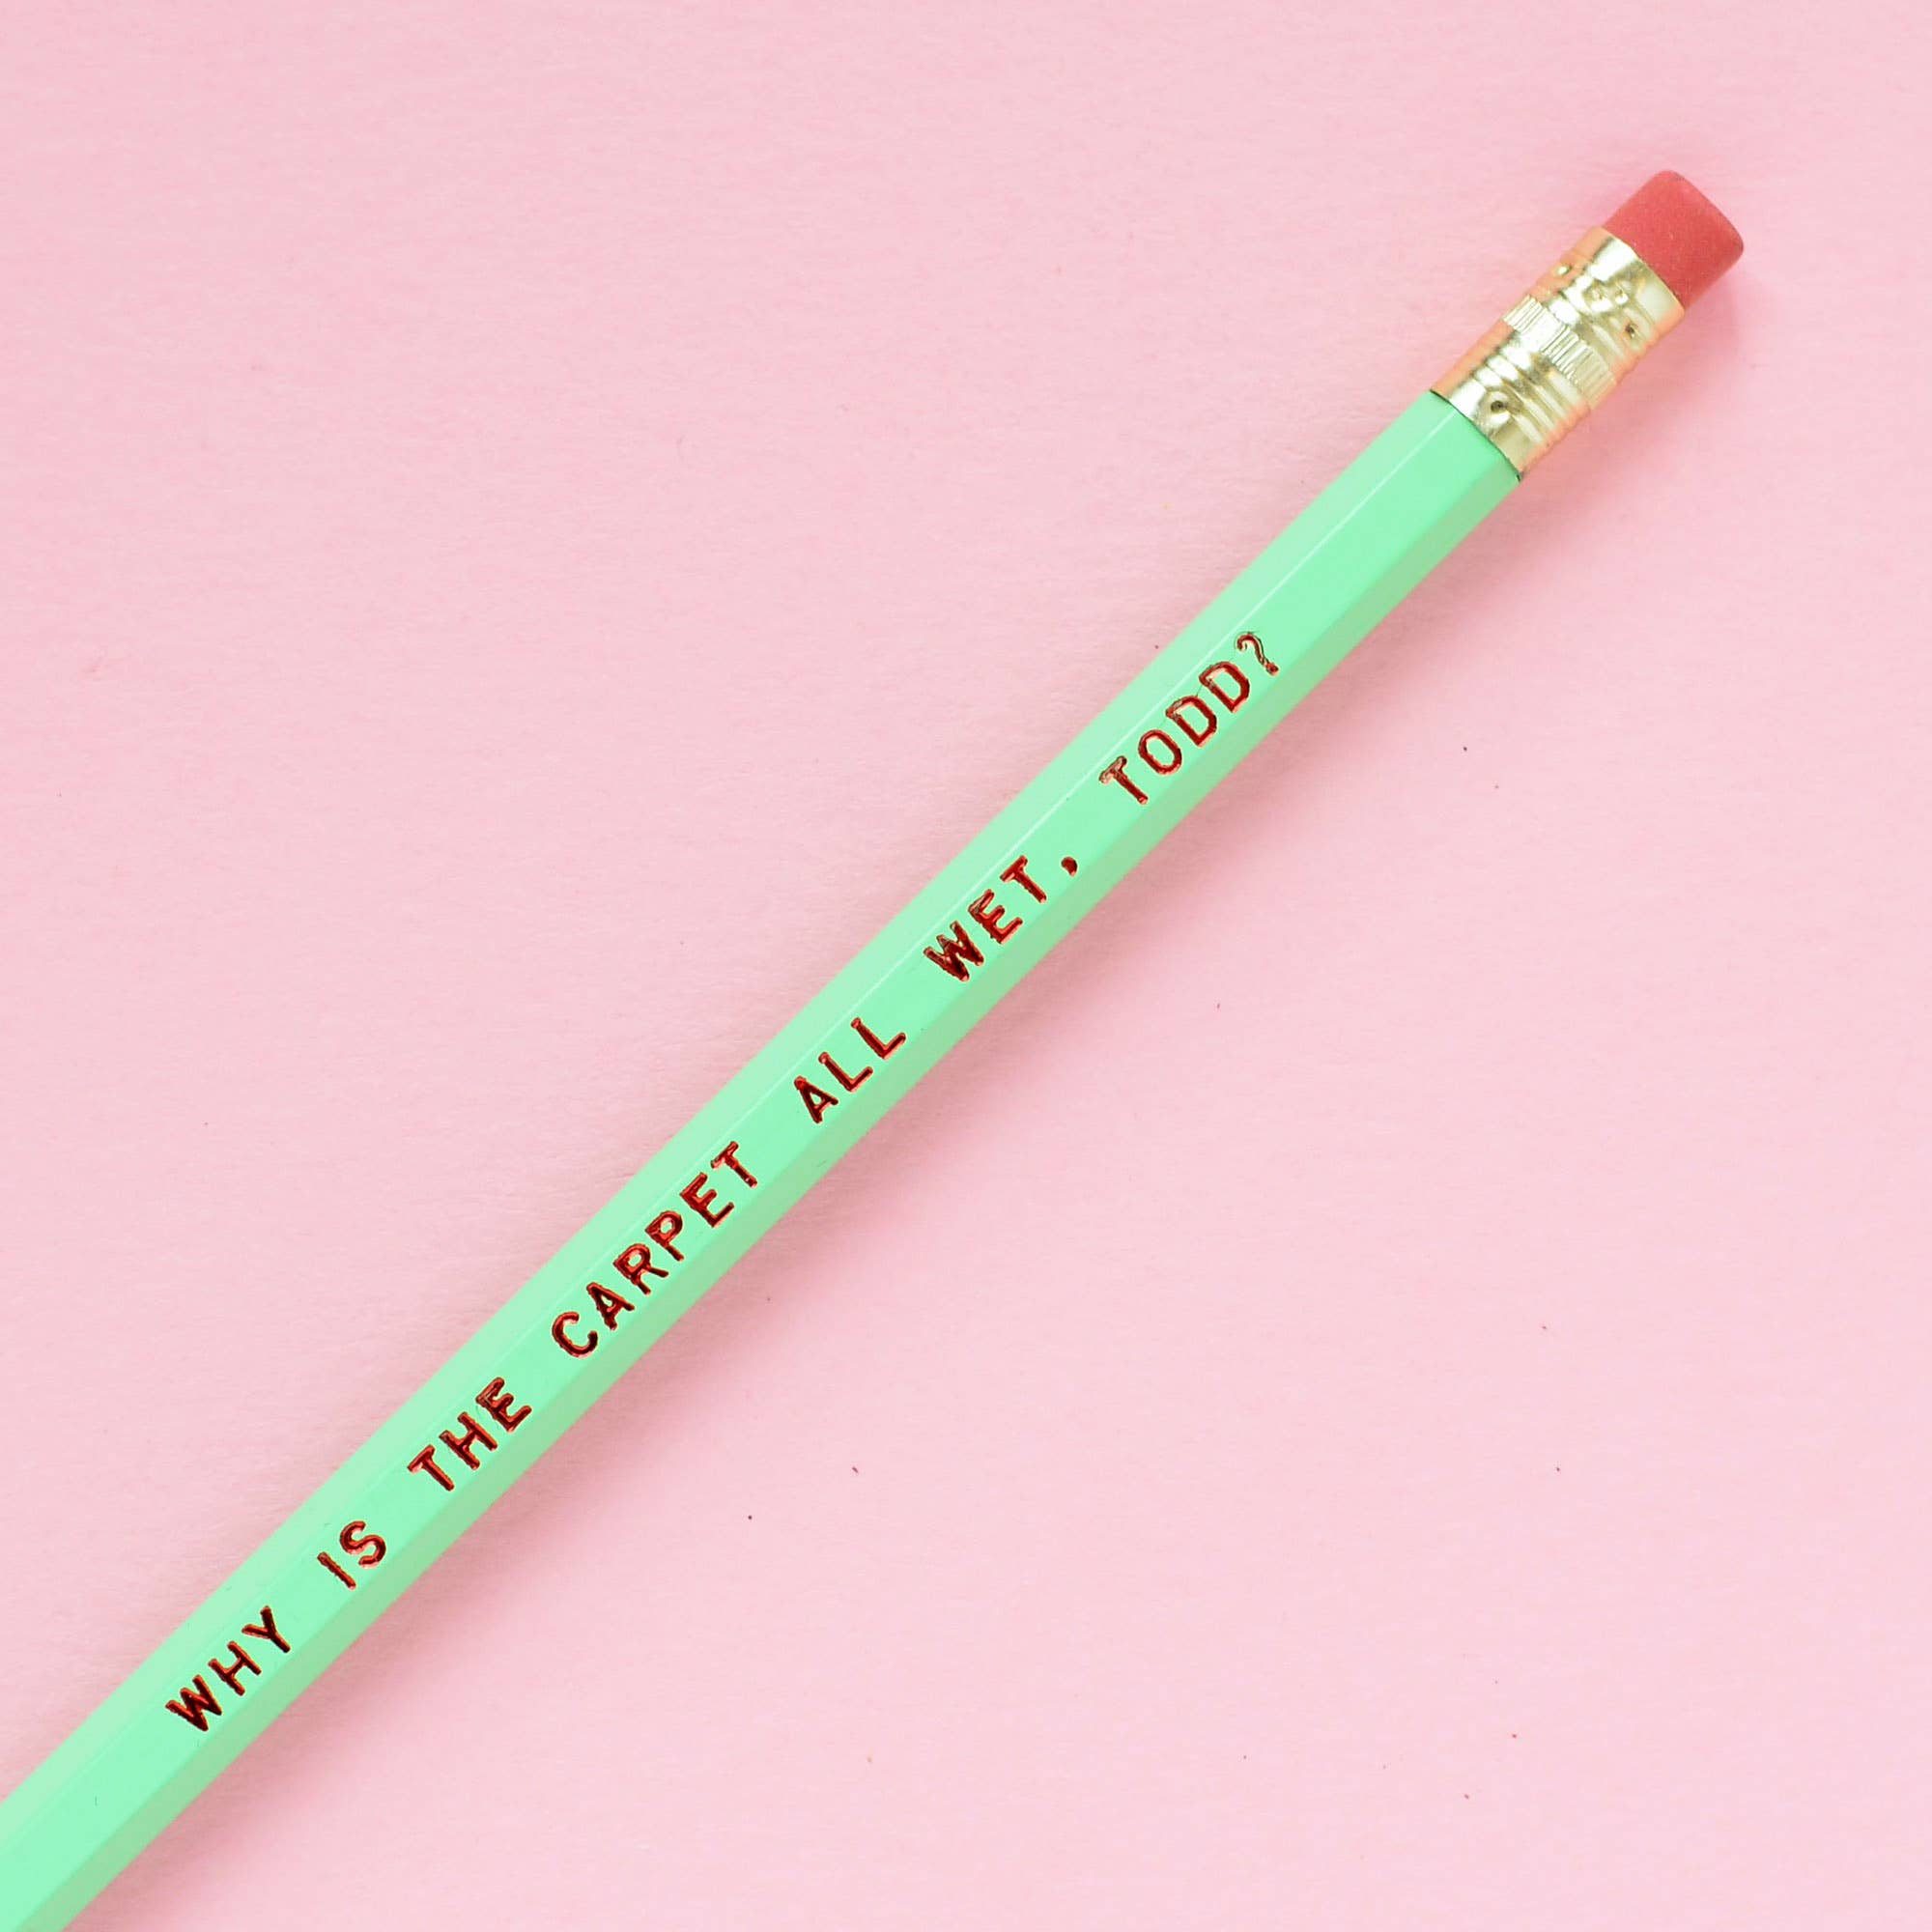 WHY IS THE CARPET ALL WET, TODD?